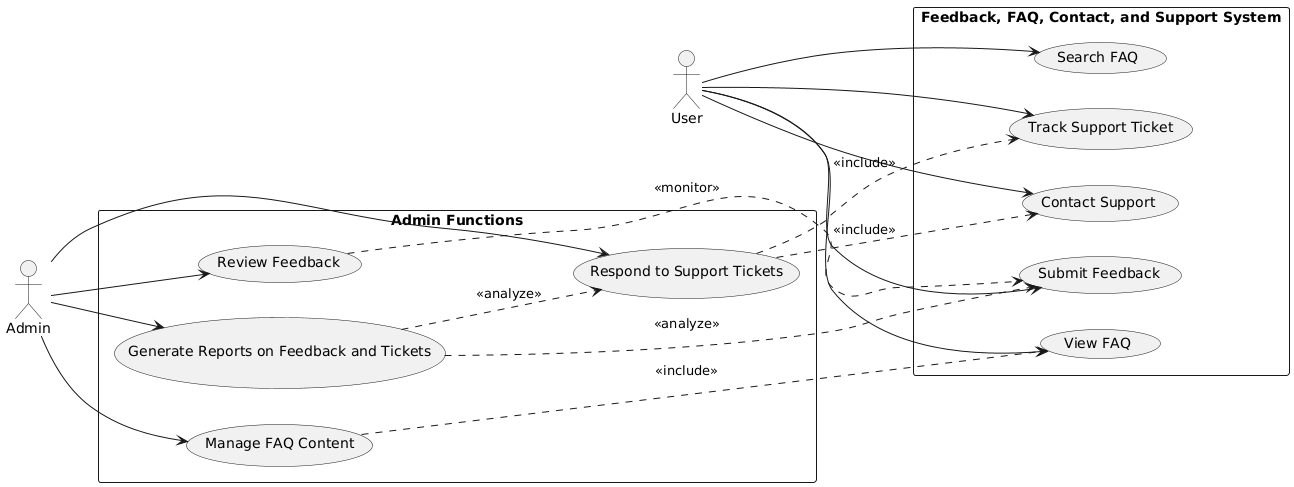 Feedback, FAQ, Contact, and Support System
Search FAQ
User
Track Support Ticket
«include»
«monitor»
Contact Support
Admin Functions
«include»
Review Feedback
Respond to Support Tickets
Submit Feedback
«analyze»
Admin
«analyze»
Generate Reports on Feedback and Tickets
View FAQ
«include»
Manage FAQ Content